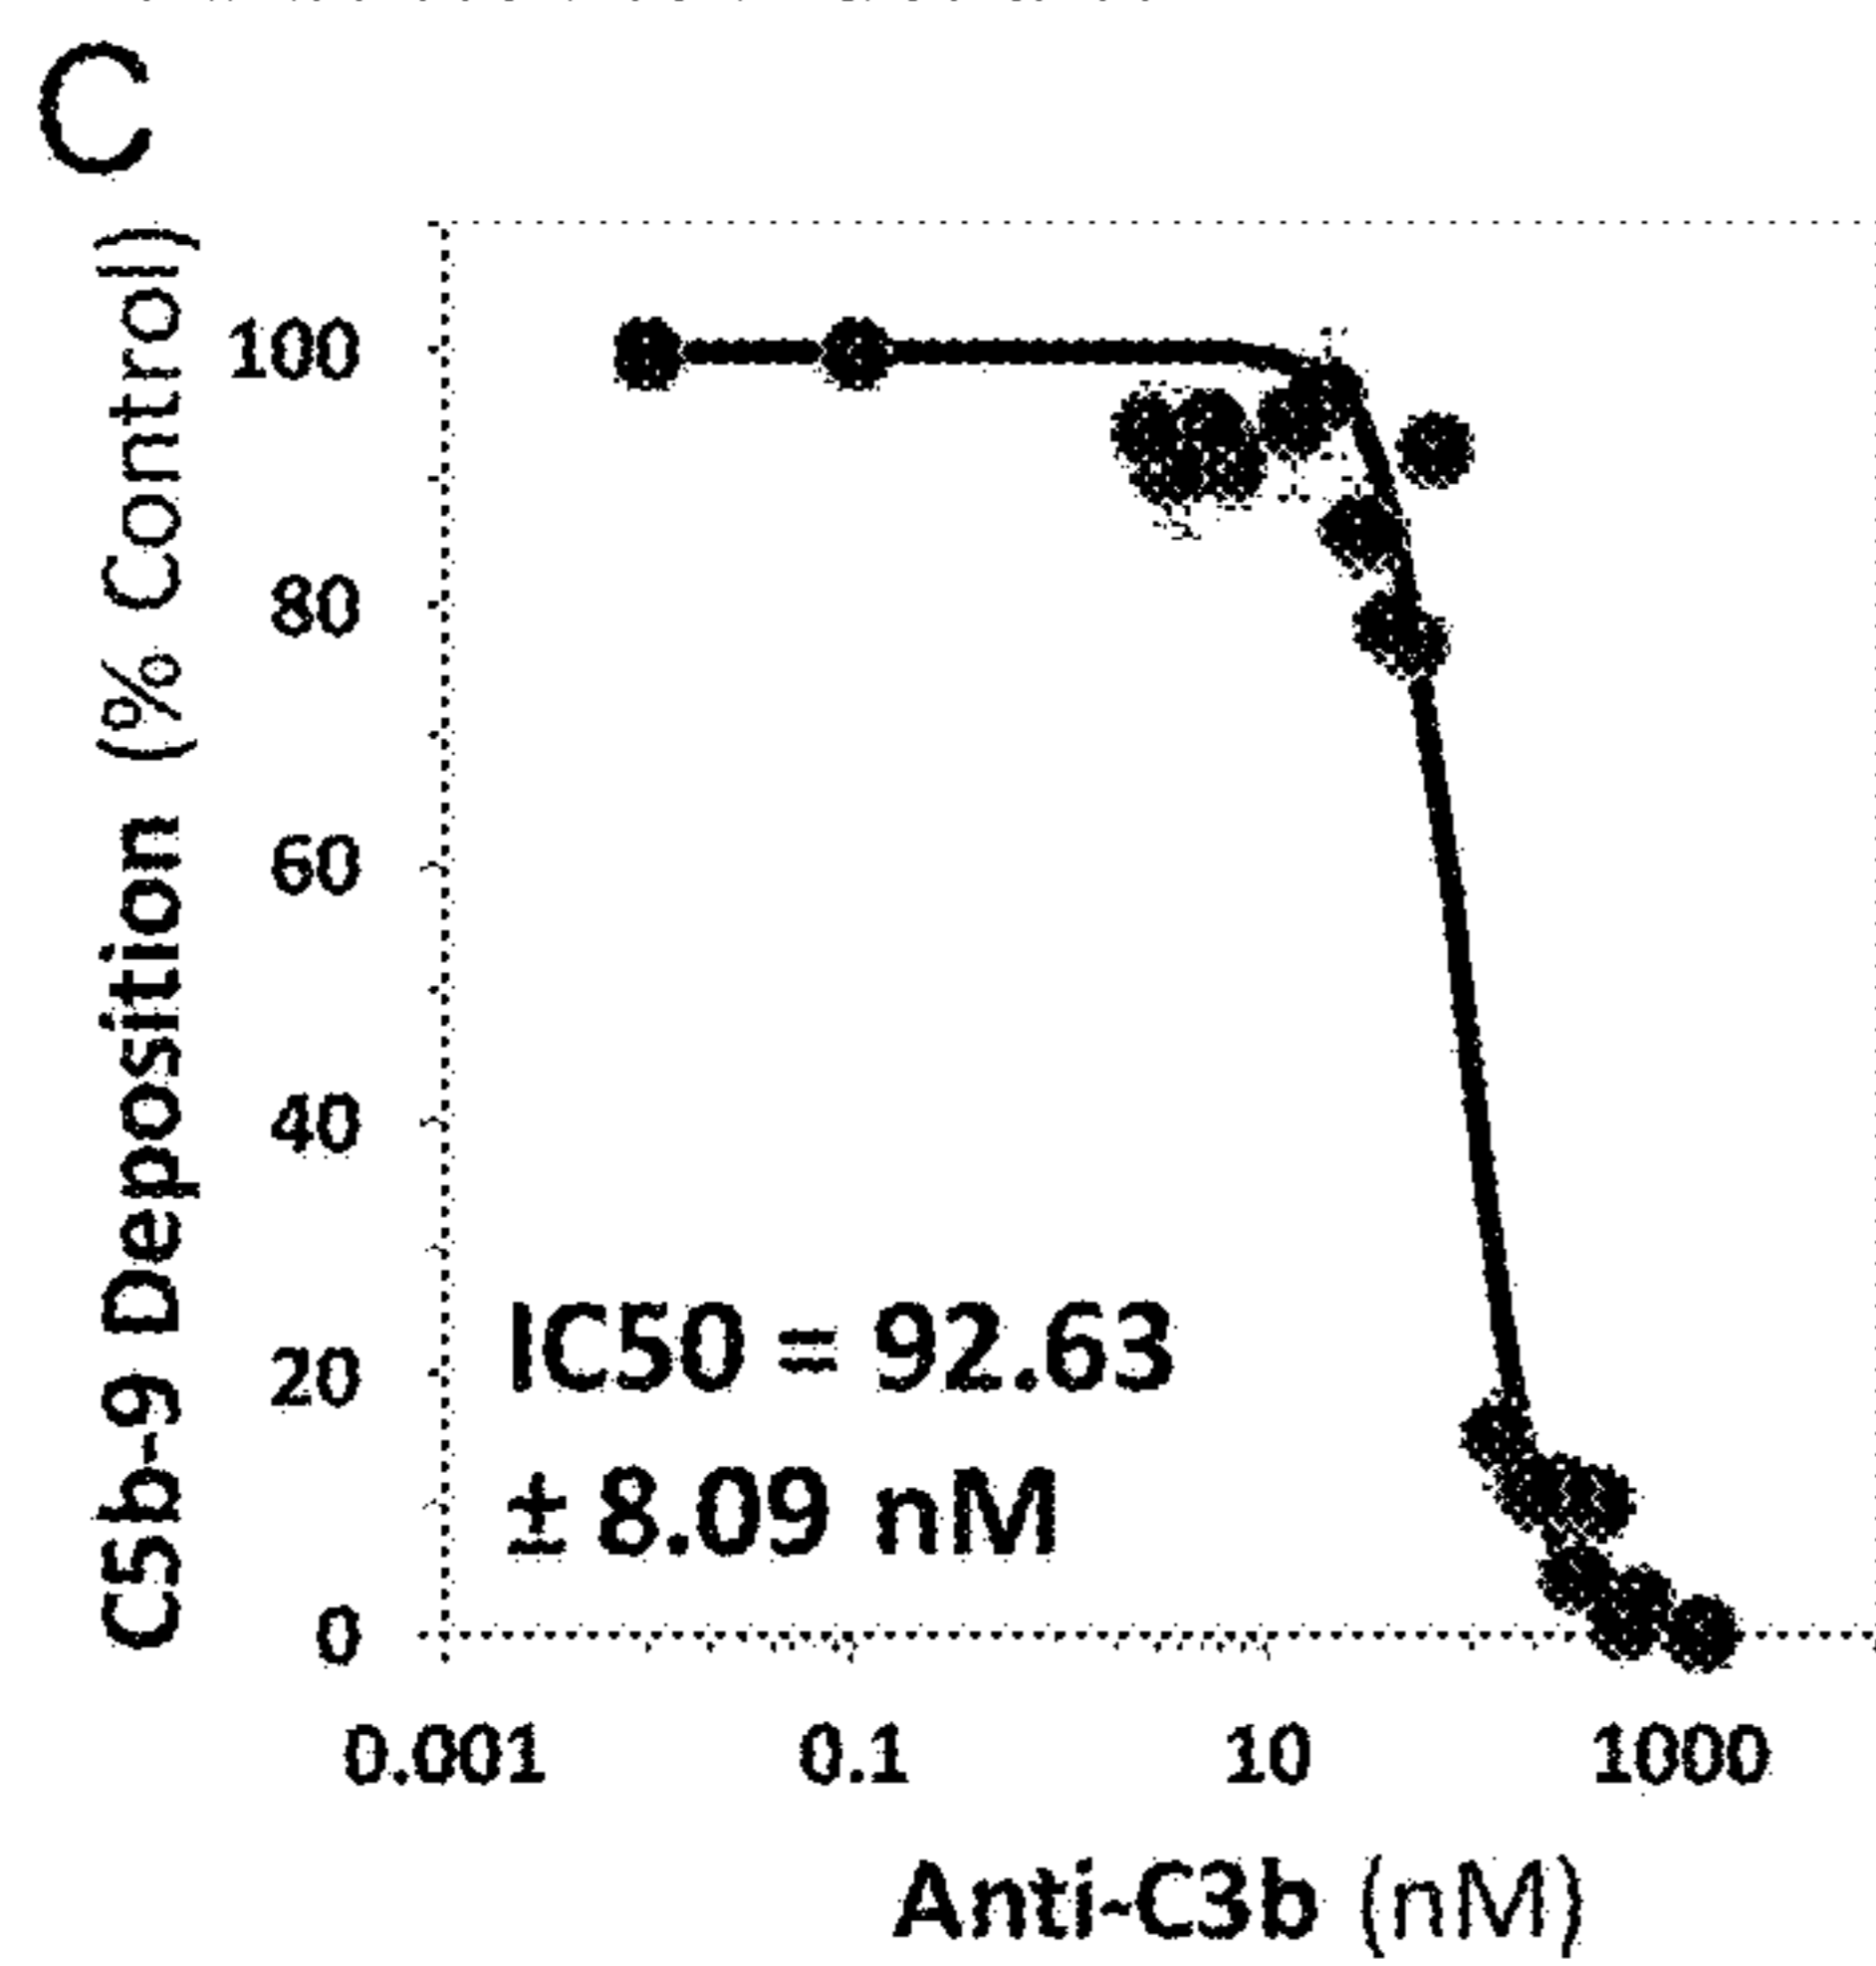 C
C5b-9 Deposition (% Control)
100
80
60
40
20
0
IC50 = 92.63
± 8.09 nM
0.001 0.1 10 1000
Anti-C3b (nM)